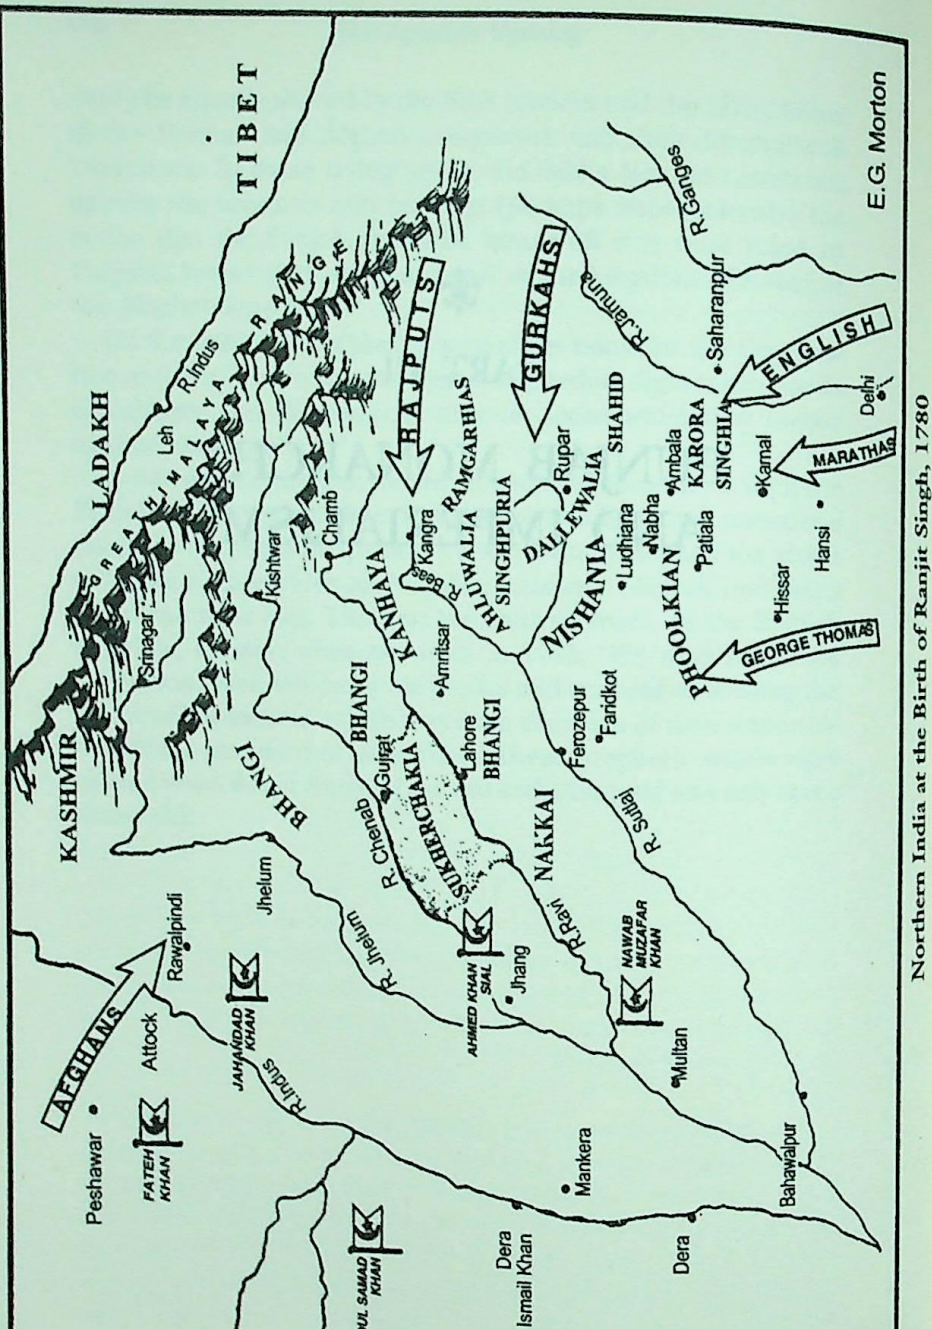 TIBET
LADAKH
KASHMIR
GREAT HIMALAYA RANGE
R.Indus
Leh
Srinagar
Kishtwar
Chamb
RAJPUTS
GURKAHS
R.Ganges
R.Jamuna
Saharanpur
ENGLISH
Delhi
MARATHAS
Karnal
Hansi
Hissar
GEORGE THOMAS
AFGHANS
Peshawar
Attock
Rawalpindi
FATEH
KHAN
JAHANDAD
KHAN
Jhelum
R. Jhelum
BHANGI
BHANGI
Gujrat
R. Chenab
SUKHERCHAKIA
KANHAYA
Kangra
RAMGARHIAS
R. Beas
AHLUWALIA
SINGHPURIA
Amritsar
Lahore
BHANGI
NAKKAI
R.Ravi
DALLEWALIA
Rupar
SHAHID
NISHANIA
Ludhiana
Nabha
Ambala
KARORA
SINGHIA
Patiala
PHOOLKIAN
Ferozepur
Faridkot
R. Sutlaj
AHMED KHAN
SIAL
Jhang
NAWAB
MUZAFAR
KHAN
Multan
R.Indus
Mankera
Dera
Ismail Khan
Dera
Bahawalpur
SAMAD
KHAN
E.G. Morton
Northern India at the Birth of Ranjit Singh, 1780